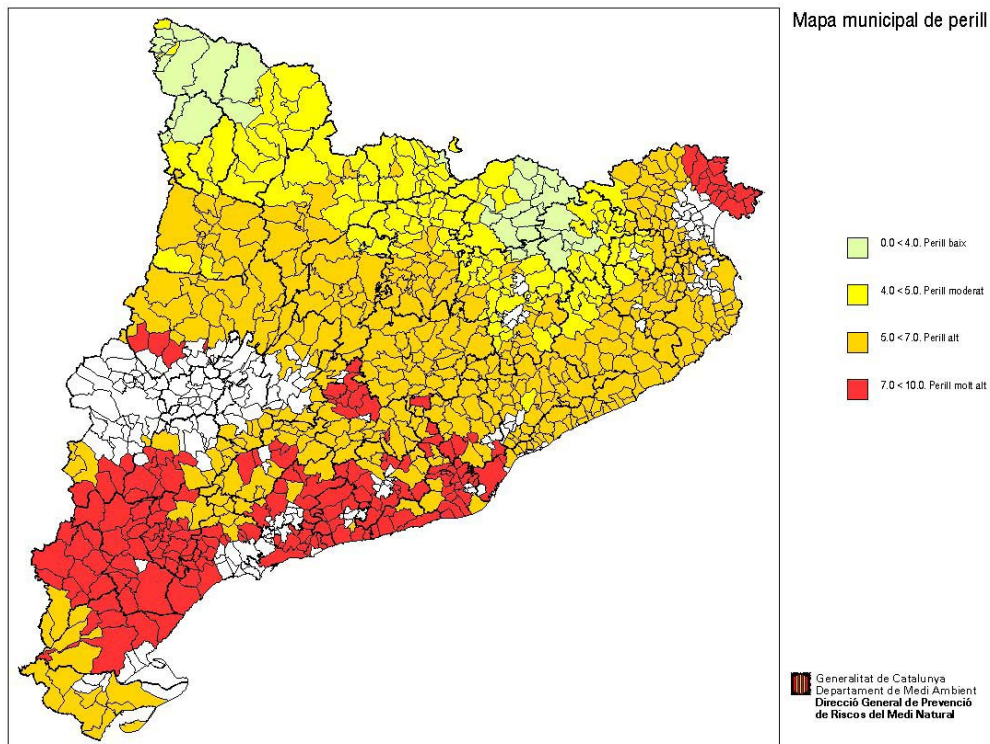 Mapa municipal de perill
0.0 < 4.0. Perill baix
4.0 < 5.0. Perill moderat
5.0 < 7.0. Perill alt
7.0 < 10.0. Perill molt alt
Generalitat de Catalunya
Departament de Medi Ambient
Direcció General de Prevenció
de Riscos del Medi Natural